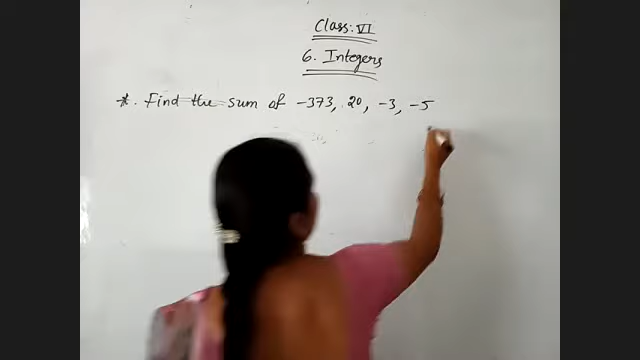 Class: VI
6. Integers
*. Find the sum of -373, 20, -3, -5